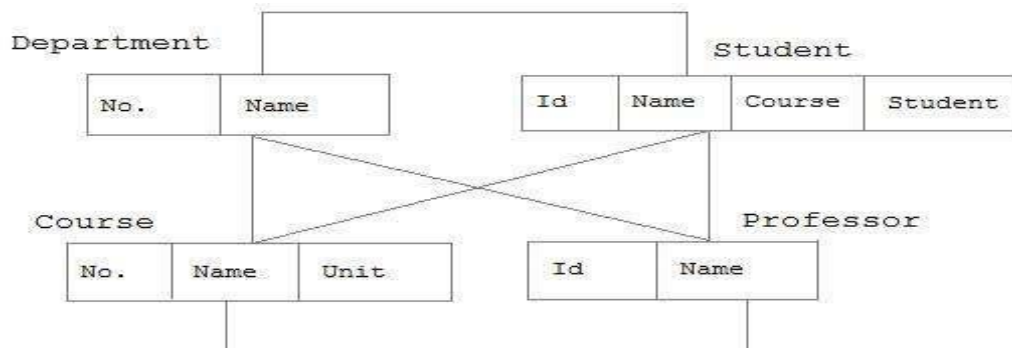 Department
Student
No. Name
Id Name Course Student
Course
Professor
No. Name Unit
Id Name